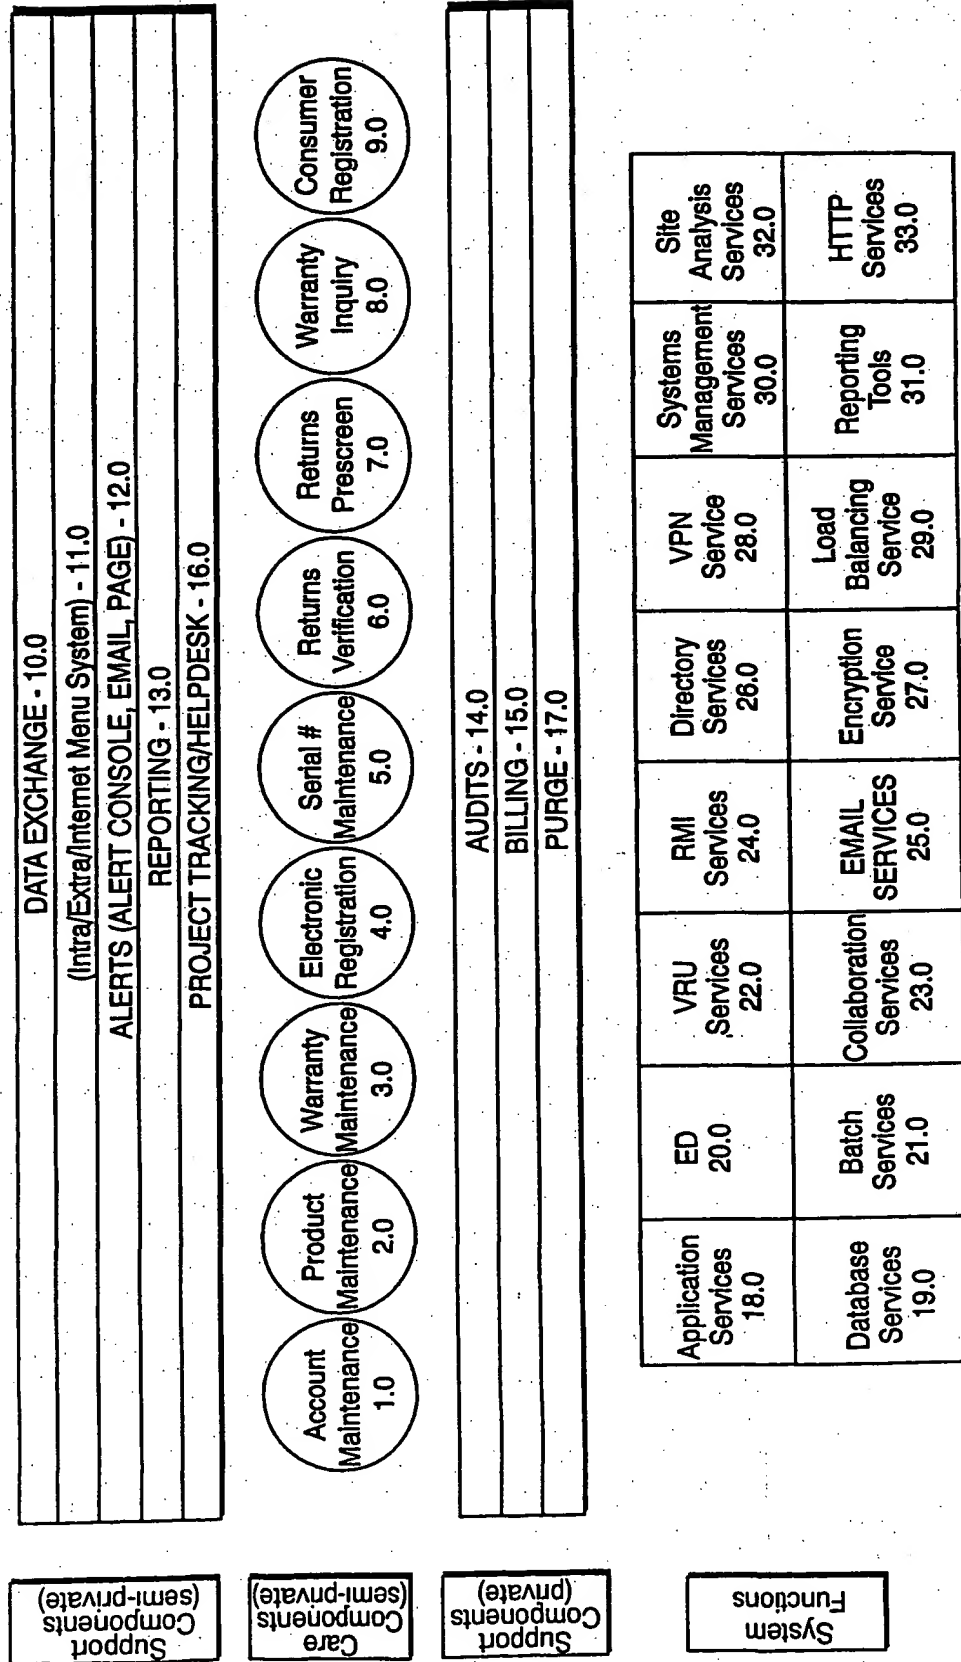 Support
Components
(semi-private)
DATA EXCHANGE - 10.0
(Intra/Extra/Internet Menu System) - 11.0
ALERTS (ALERT CONSOLE, EMAIL, PAGE) - 12.0
REPORTING - 13.0
PROJECT TRACKING/HELPDESK - 16.0
Care
Components
(semi-private)
Account
Maintenance
1.0
Product
Maintenance
2.0
Warranty
Maintenance
3.0
Electronic
Registration
4.0
Serial #
Maintenance
5.0
Returns
Verification
6.0
Returns
Prescreen
7.0
Warranty
Inquiry
8.0
Consumer
Registration
9.0
Support
Components
(private)
AUDITS - 14.0
BILLING - 15.0
PURGE - 17.0
System
Functions
Application
Services
18.0
ED
20.0
VRU
Services
22.0
RMI
Services
24.0
Directory
Services
26.0
VPN
Service
28.0
Systems
Management
Services
30.0
Site
Analysis
Services
32.0
Database
Services
19.0
Batch
Services
21.0
Collaboration
Services
23.0
EMAIL
SERVICES
25.0
Encryption
Service
27.0
Load
Balancing
Service
29.0
Reporting
Tools
31.0
HTTP
Services
33.0